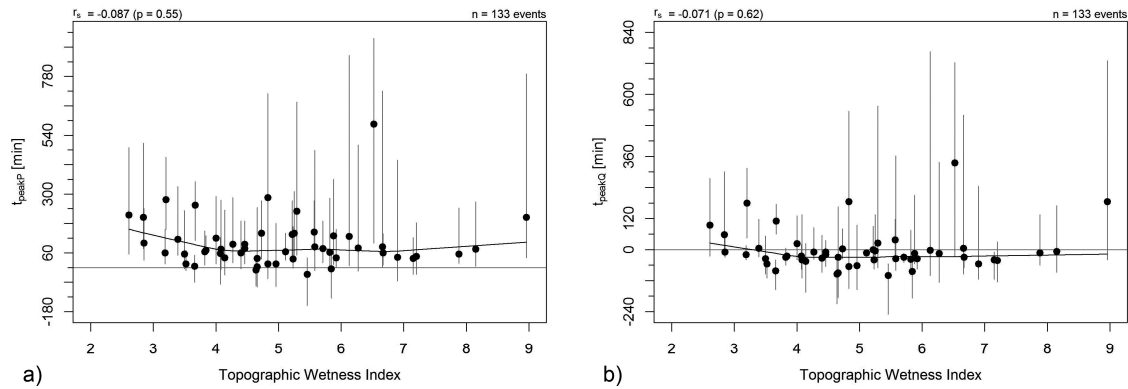 r_s = -0.087 (p = 0.55)
n = 133 events
t_peakP [min]
780
540
300
60
-180
2 3 4 5 6 7 8 9
Topographic Wetness Index
a)
r_s = -0.071 (p = 0.62)
n = 133 events
t_peakQ [min]
840
600
360
120
0
-240
2 3 4 5 6 7 8 9
Topographic Wetness Index
b)